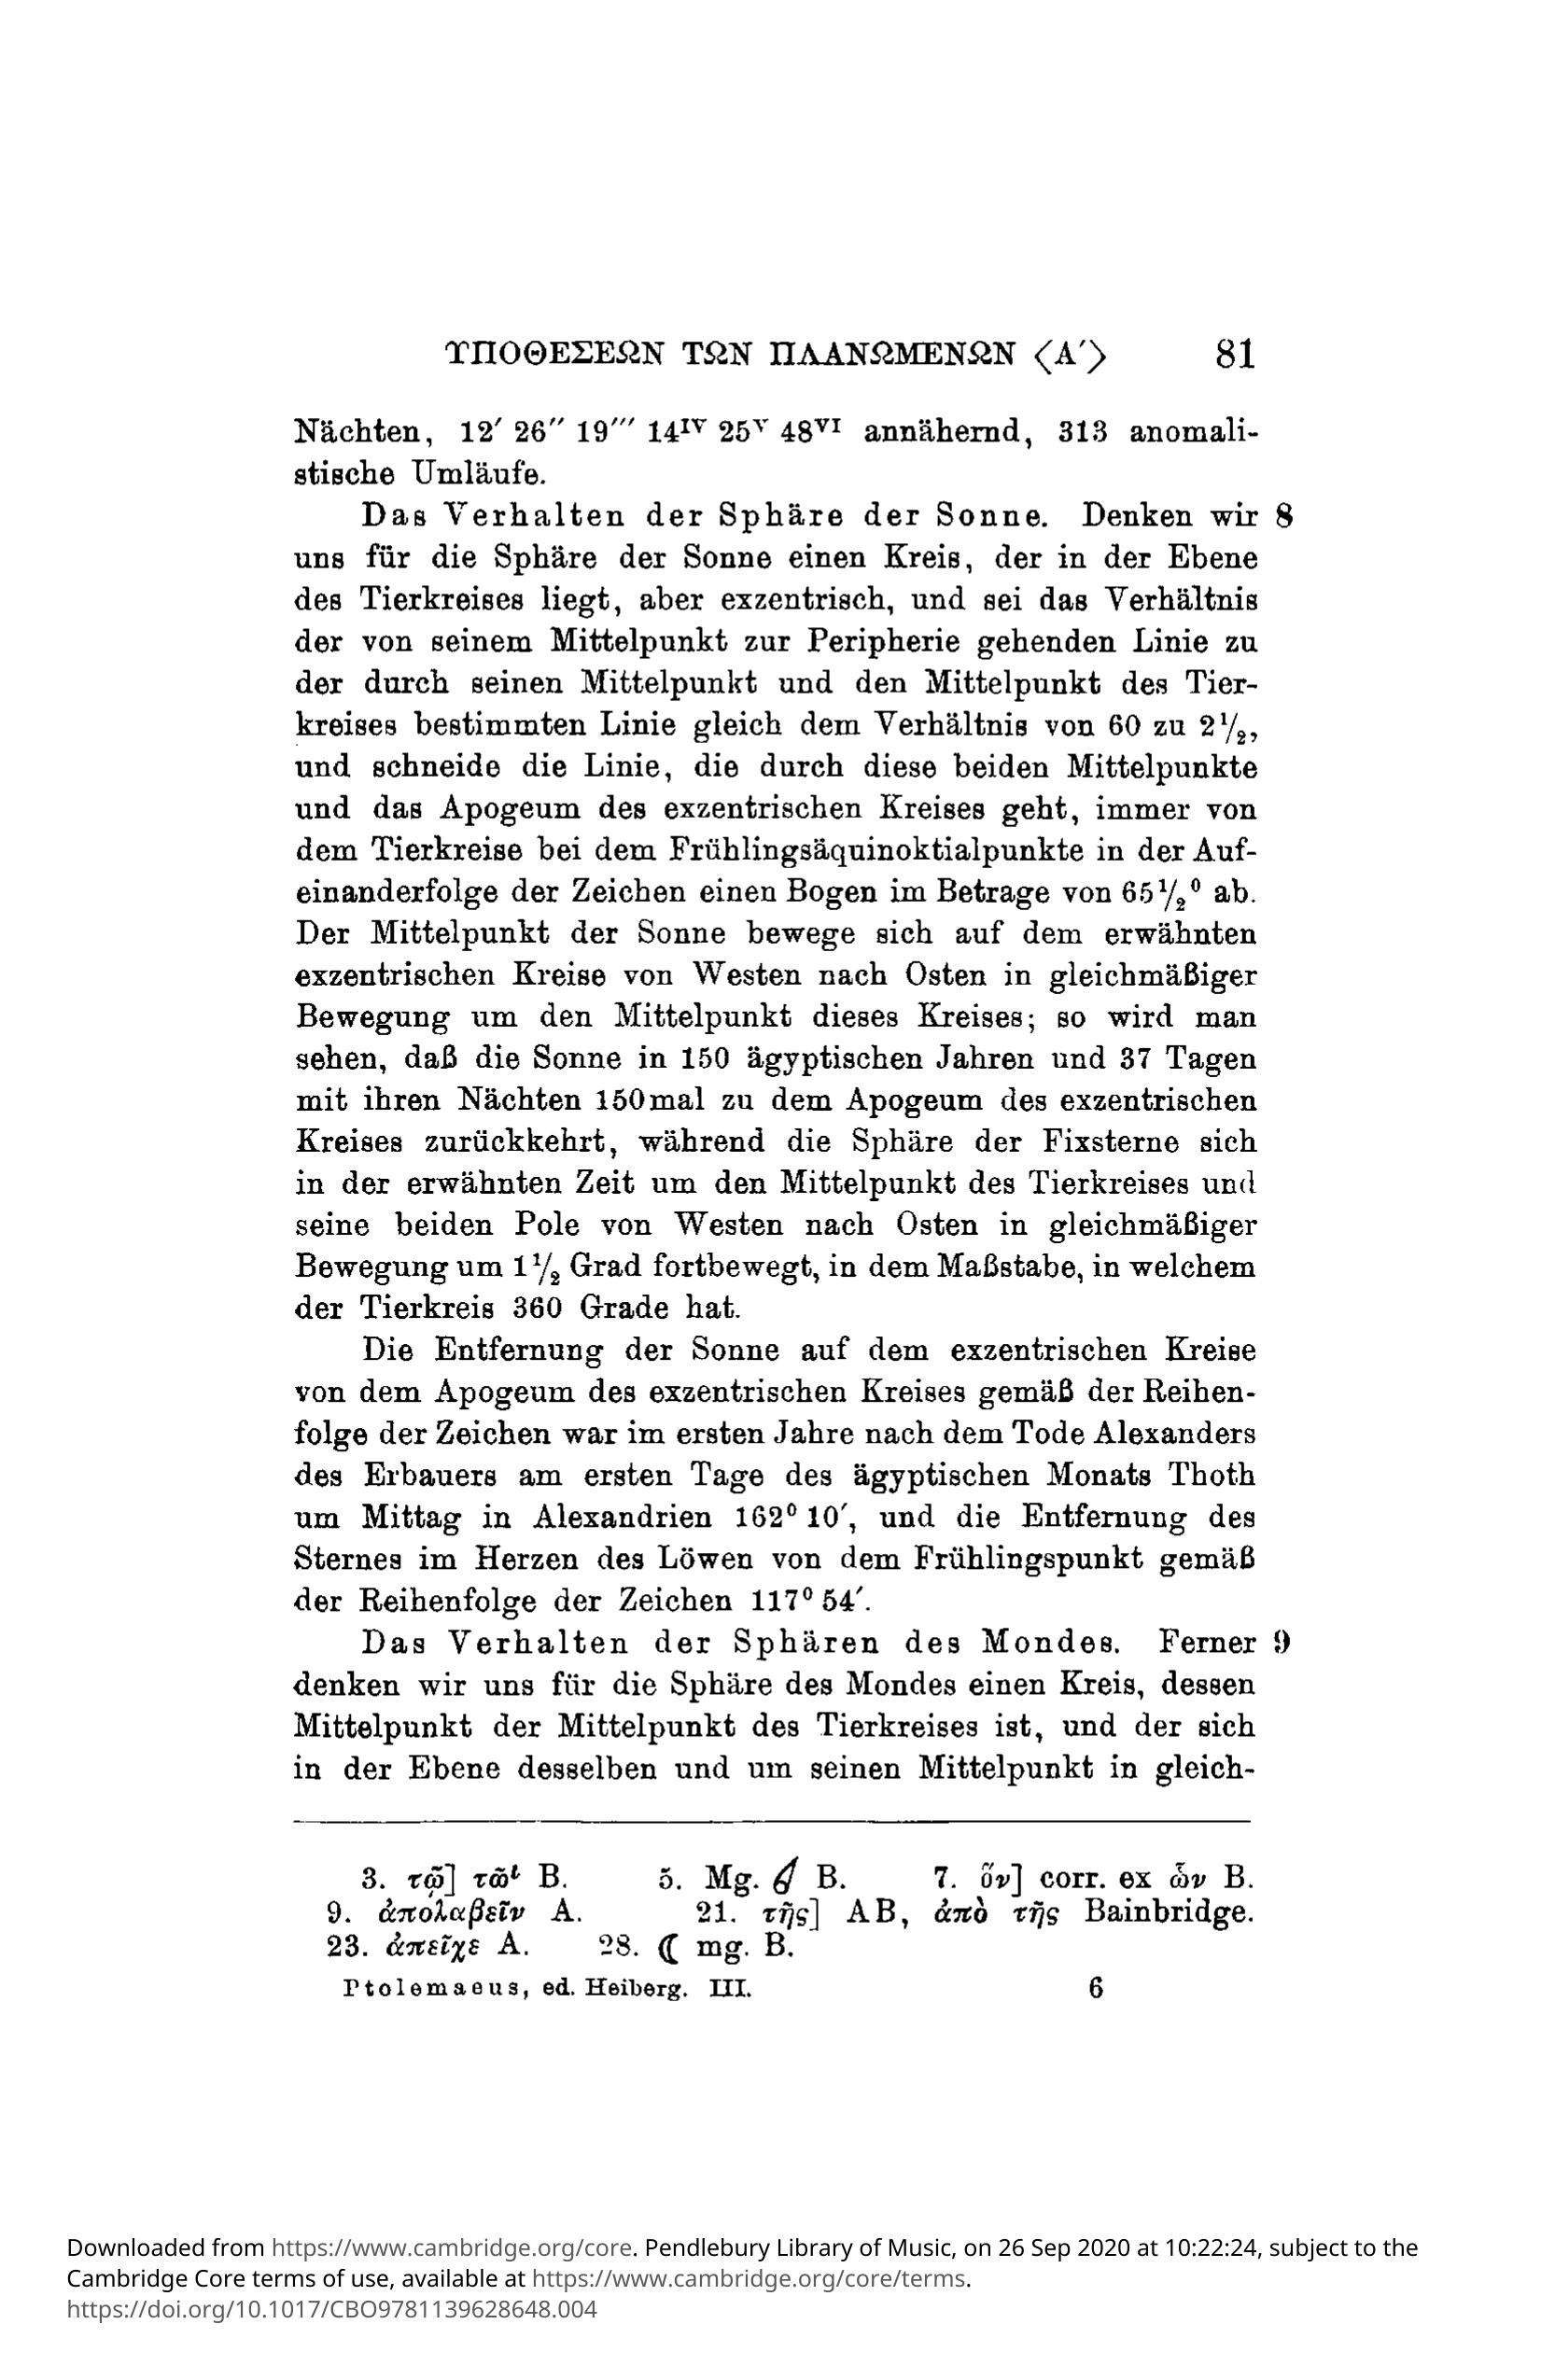 ΥΠΟΘΕΣΕΩΝ ΤΩΝ ΠΛΑΝΩΜΕΝΩΝ ⟨Α′⟩ 81
Nächten, 12′ 26″ 19‴ 14ᴵⱽ 25ⱽ 48ⱽᴵ annähernd, 313 anomali-
stische Umläufe.
Das Verhalten der Sphäre der Sonne. Denken wir 8
uns für die Sphäre der Sonne einen Kreis, der in der Ebene
des Tierkreises liegt, aber exzentrisch, und sei das Verhältnis
der von seinem Mittelpunkt zur Peripherie gehenden Linie zu
der durch seinen Mittelpunkt und den Mittelpunkt des Tier-
kreises bestimmten Linie gleich dem Verhältnis von 60 zu 2½,
und schneide die Linie, die durch diese beiden Mittelpunkte
und das Apogeum des exzentrischen Kreises geht, immer von
dem Tierkreise bei dem Frühlingsäquinoktialpunkte in der Auf-
einanderfolge der Zeichen einen Bogen im Betrage von 65½⁰ ab.
Der Mittelpunkt der Sonne bewege sich auf dem erwähnten
exzentrischen Kreise von Westen nach Osten in gleichmäßiger
Bewegung um den Mittelpunkt dieses Kreises; so wird man
sehen, daß die Sonne in 150 ägyptischen Jahren und 37 Tagen
mit ihren Nächten 150mal zu dem Apogeum des exzentrischen
Kreises zurückkehrt, während die Sphäre der Fixsterne sich
in der erwähnten Zeit um den Mittelpunkt des Tierkreises und
seine beiden Pole von Westen nach Osten in gleichmäßiger
Bewegung um 1½ Grad fortbewegt, in dem Maßstabe, in welchem
der Tierkreis 360 Grade hat.
Die Entfernung der Sonne auf dem exzentrischen Kreise
von dem Apogeum des exzentrischen Kreises gemäß der Reihen-
folge der Zeichen war im ersten Jahre nach dem Tode Alexanders
des Erbauers am ersten Tage des ägyptischen Monats Thoth
um Mittag in Alexandrien 162⁰ 10′, und die Entfernung des
Sternes im Herzen des Löwen von dem Frühlingspunkt gemäß
der Reihenfolge der Zeichen 117⁰ 54′.
Das Verhalten der Sphären des Mondes. Ferner 9
denken wir uns für die Sphäre des Mondes einen Kreis, dessen
Mittelpunkt der Mittelpunkt des Tierkreises ist, und der sich
in der Ebene desselben und um seinen Mittelpunkt in gleich-
3. τῷ] τῶι B. 5. Mg. B. 7. ὅν] corr. ex ὧν B.
9. ἀπολαβεῖν A. 21. τῆς] AB, ἀπὸ τῆς Bainbridge.
23. ἀπεῖχε A. 28. ☾ mg. B.
Ptolemaeus, ed. Heiberg. III. 6
Downloaded from https://www.cambridge.org/core. Pendlebury Library of Music, on 26 Sep 2020 at 10:22:24, subject to the
Cambridge Core terms of use, available at https://www.cambridge.org/core/terms.
https://doi.org/10.1017/CBO9781139628648.004